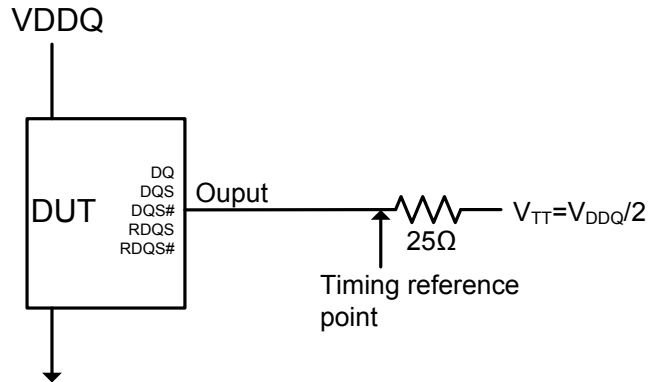 VDDQ
DUT
DQ
DQS
DQS#
RDQS
RDQS#
Ouput
25Ω
V_TT=V_DDQ/2
Timing reference
point